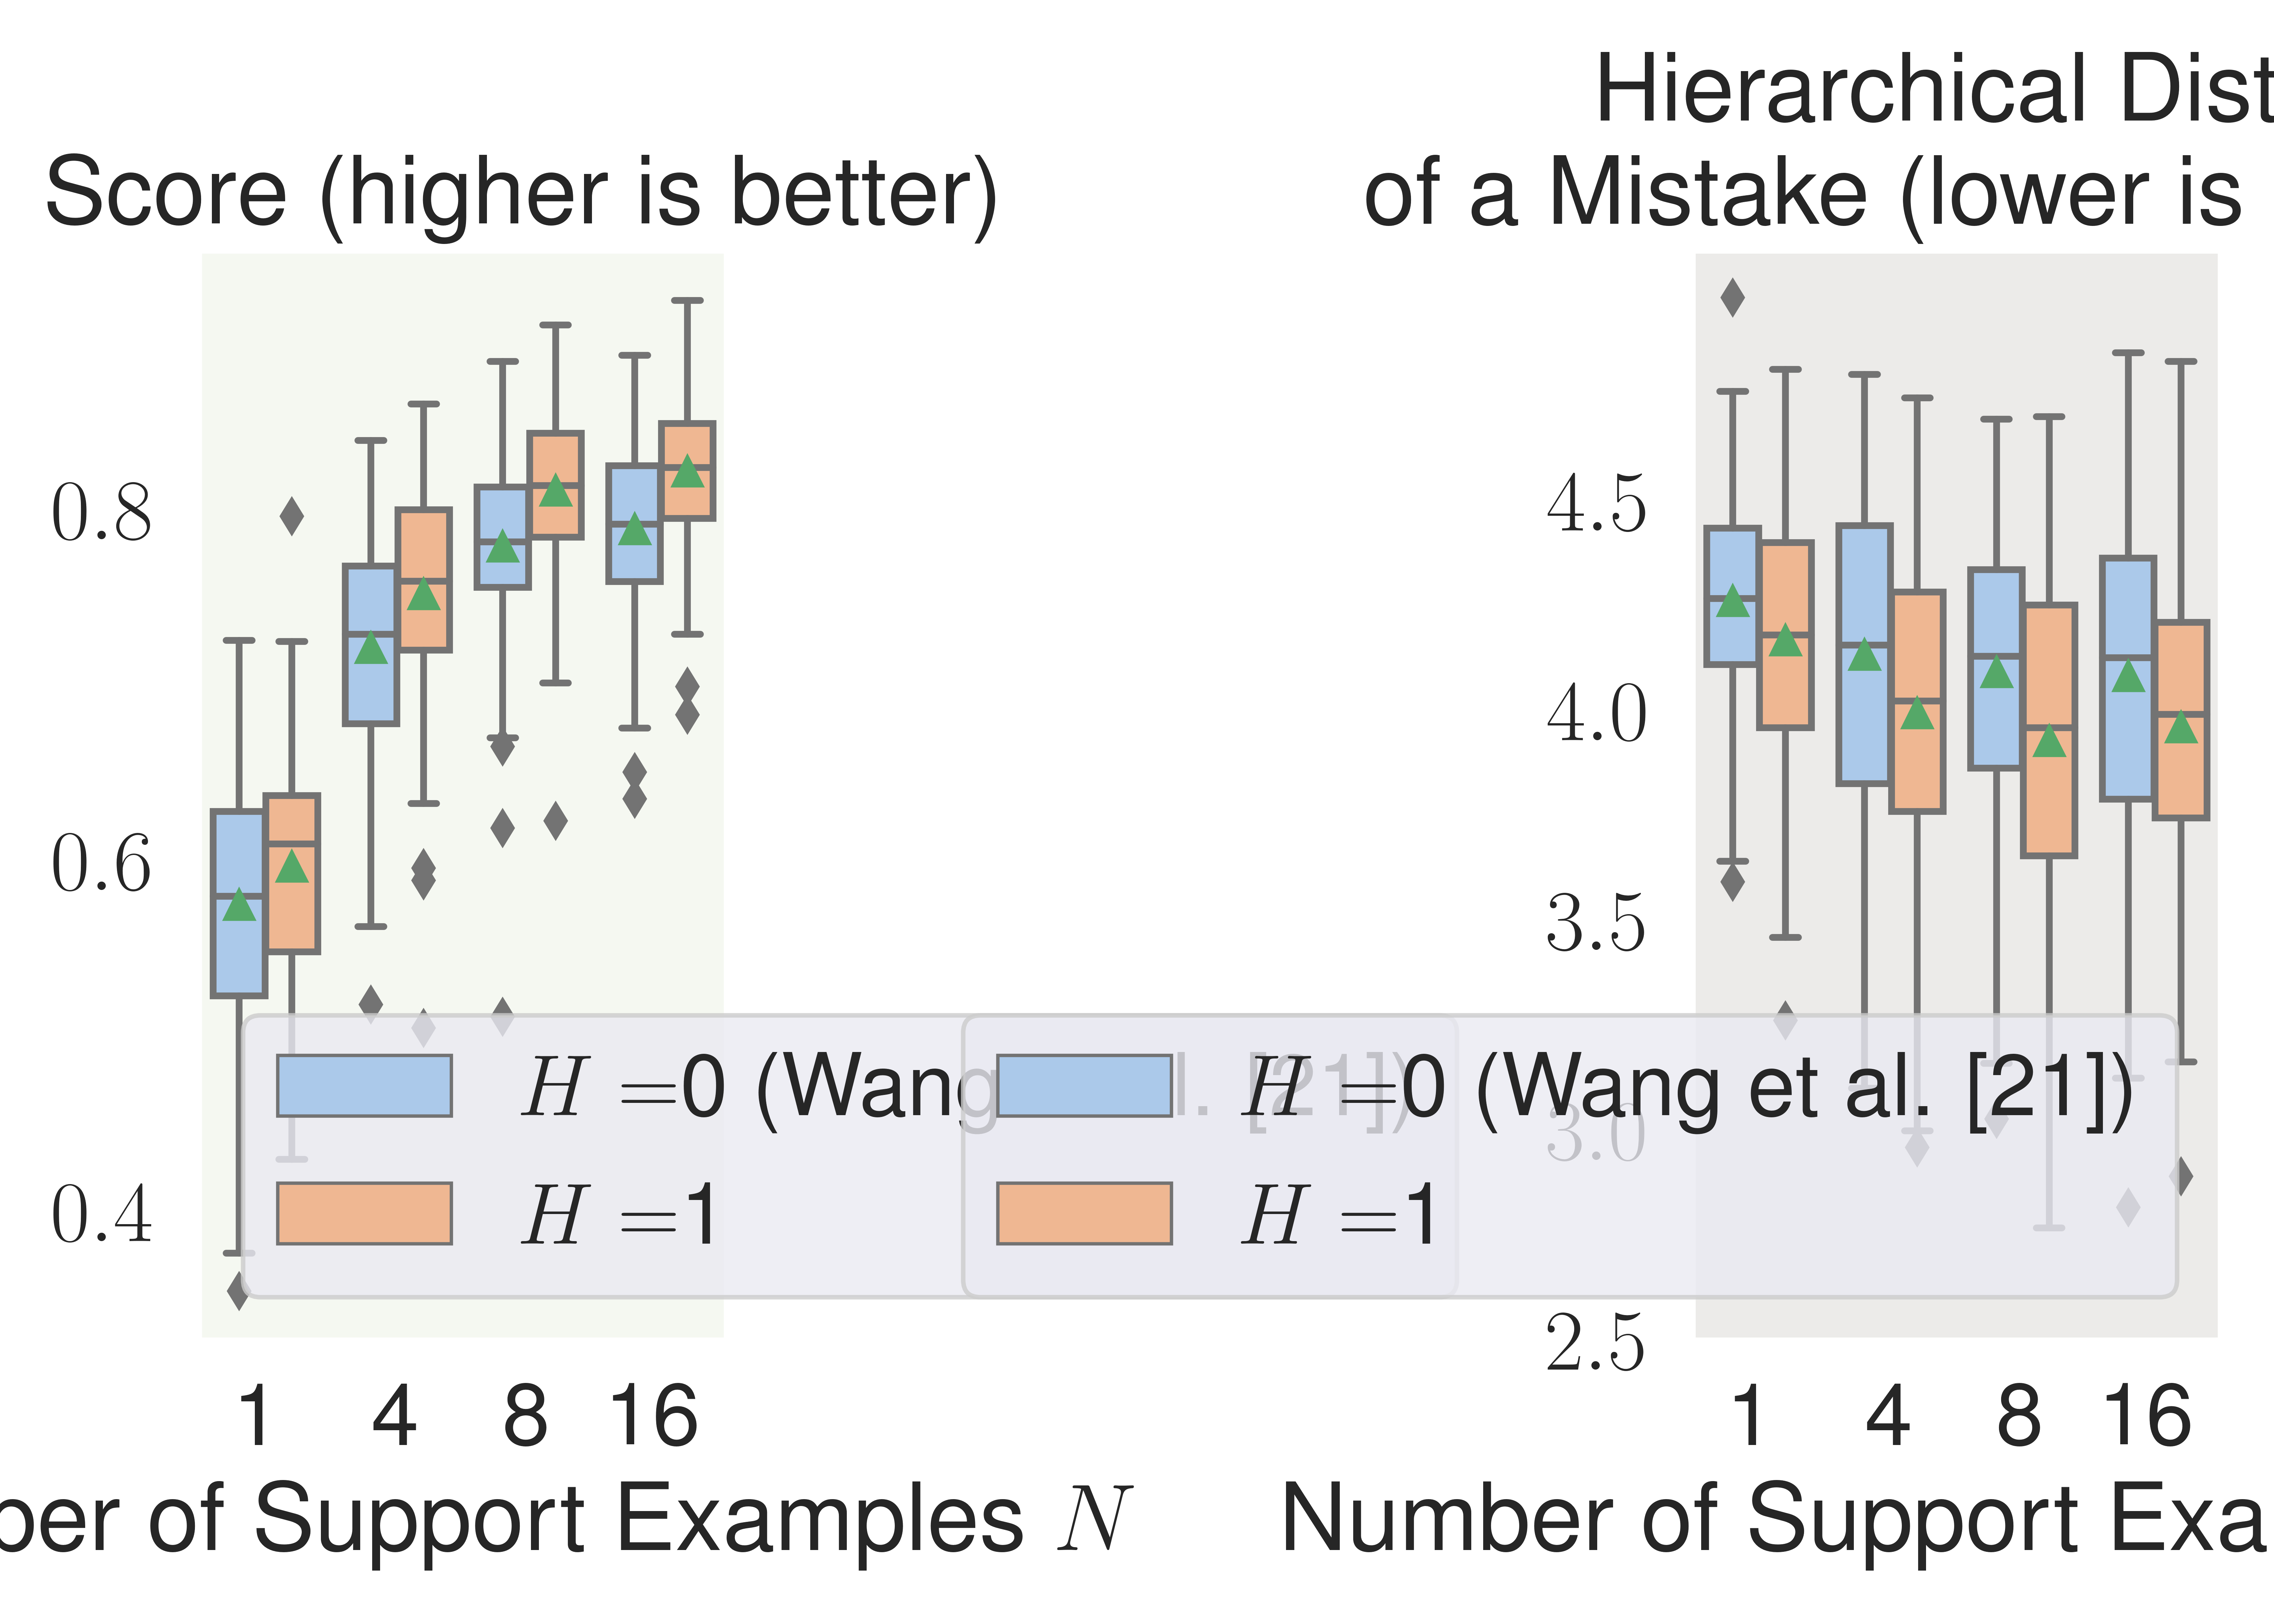 Score (higher is better)
0.8
0.6
0.4
1 4 8 16
ber of Support Examples N
H =0 (Wang l. [21])
H =1
Hierarchical Dist
of a Mistake (lower is
4.5
4.0
3.5
3.0
2.5
1 4 8 16
Number of Support Exa
H =0 (Wang et al. [21])
H =1